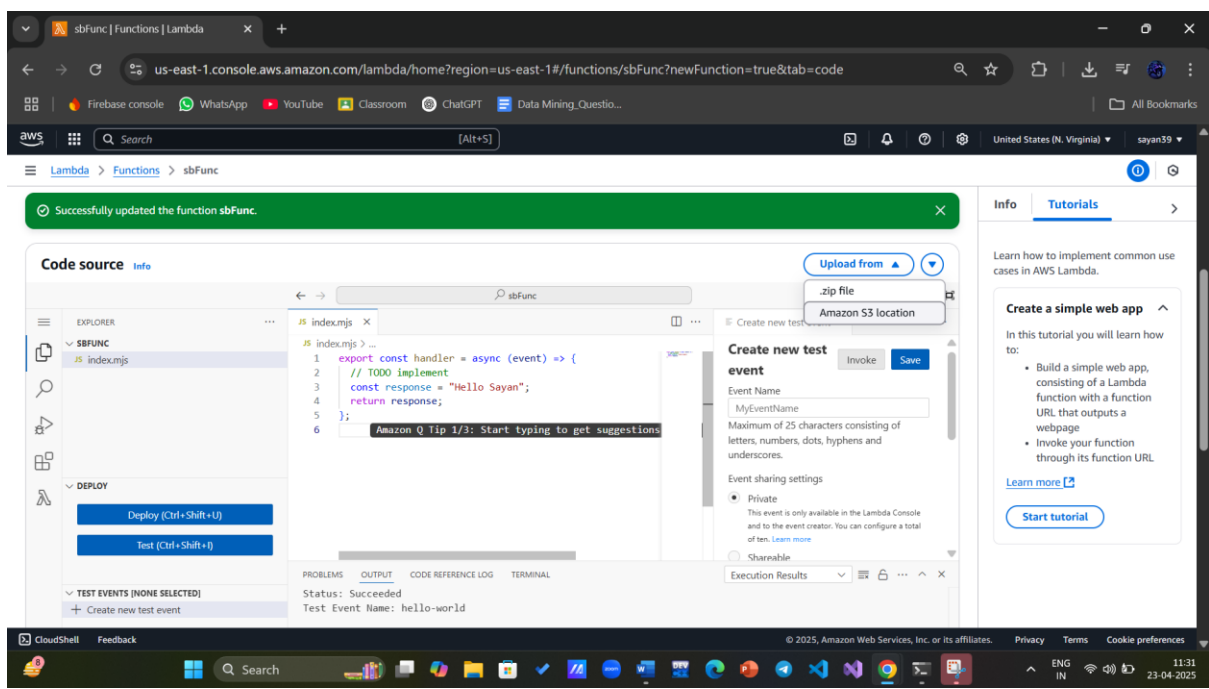 sbFunc | Functions | Lambda
us-east-1.console.aws.amazon.com/lambda/home?region=us-east-1#/functions/sbFunc?newFunction=true&tab=code
Firebase console
WhatsApp
YouTube
Classroom
ChatGPT
Data Mining_Questio...
All Bookmarks
aws
Search
[Alt+S]
United States (N. Virginia)
sayan39
Lambda > Functions > sbFunc
Successfully updated the function sbFunc.
Info
Tutorials
Code source Info
Upload from
.zip file
Amazon S3 location
Learn how to implement common use
cases in AWS Lambda.
Create a simple web app
In this tutorial you will learn how
to:
• Build a simple web app,
consisting of a Lambda
function with a function
URL that outputs a
webpage
• Invoke your function
through its function URL
Learn more
Start tutorial
sbFunc
EXPLORER
SBFUNC
JS index.mjs
DEPLOY
Deploy (Ctrl+Shift+U)
Test (Ctrl+Shift+I)
TEST EVENTS [NONE SELECTED]
+ Create new test event
JS index.mjs
JS index.mjs > ...
1 export const handler = async (event) => {
2 // TODO implement
3 const response = "Hello Sayan";
4 return response;
5 };
6 Amazon Q Tip 1/3: Start typing to get suggestions
Create new test
Create new test
event
Invoke
Save
Event Name
MyEventName
Maximum of 25 characters consisting of
letters, numbers, dots, hyphens and
underscores.
Event sharing settings
Private
This event is only available in the Lambda Console
and to the event creator. You can configure a total
of ten. Learn more
Shareable
PROBLEMS
OUTPUT
CODE REFERENCE LOG
TERMINAL
Execution Results
Status: Succeeded
Test Event Name: hello-world
CloudShell
Feedback
© 2025, Amazon Web Services, Inc. or its affiliates.
Privacy
Terms
Cookie preferences
8
Search
ENG
IN
11:31
23-04-2025